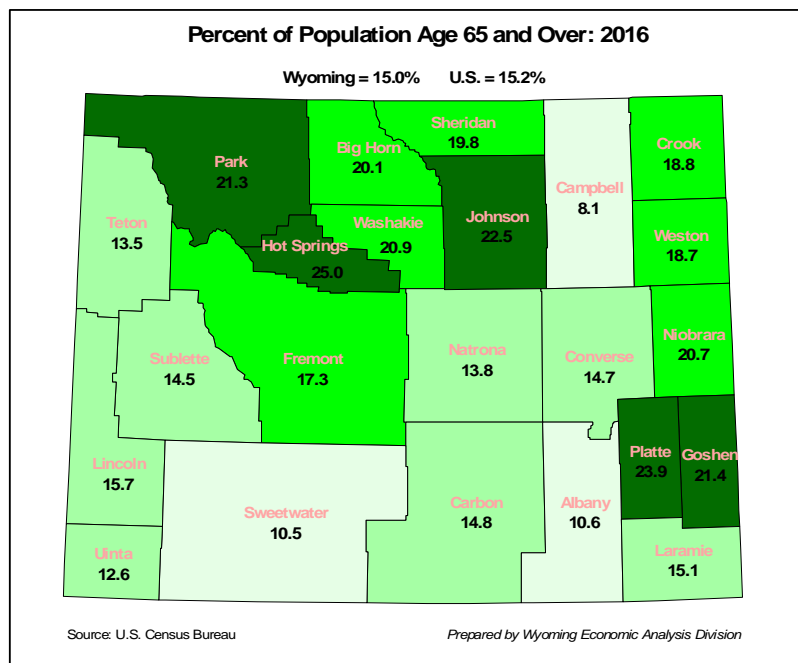 Percent of Population Age 65 and Over: 2016
Wyoming = 15.0% U.S. = 15.2%
Sheridan
19.8
Big Horn
20.1
Crook
18.8
Park
21.3
Campbell
8.1
Teton
13.5
Washakie
20.9
Johnson
22.5
Weston
18.7
Hot Springs
25.0
Niobrara
20.7
Sublette
14.5
Fremont
17.3
Natrona
13.8
Converse
14.7
Platte
23.9
Goshen
21.4
Lincoln
15.7
Sweetwater
10.5
Carbon
14.8
Albany
10.6
Uinta
12.6
Laramie
15.1
Source: U.S. Census Bureau
Prepared by Wyoming Economic Analysis Division